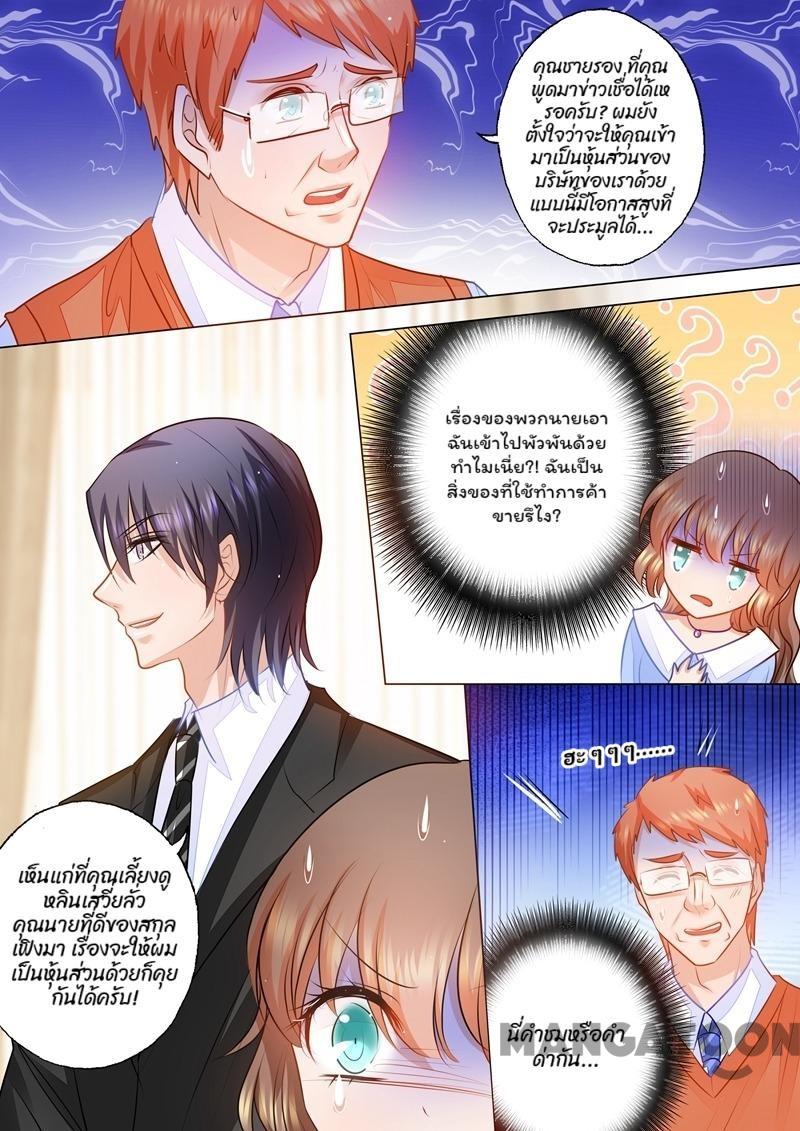 คุณชายรอง ที่คุณ
พูดมาข่าวเชื่อได้เห
รอครับ? ผมยัง
ตั้งใจว่าจะให้คุณเข้า
มาเป็นหุ้นส่วนของ
บริษัทของเราด้วย
แบบนี้มีโอกาสสูงที่
จะประมูลได้...
เรื่องของพวกนายเอา
ฉันเข้าไปพัวพันด้วย
ทำไมเนี่ย?! ฉันเป็น
สิ่งของที่ใช้ทำการค้า
ขายรึไง?
ฮะๆๆๆ......
เห็นแก่ที่คุณเลี้ยงดู
หลินเสวี่ยลั่ว
คุณนายที่ดีของสกุล
เฟิงมา เรื่องจะให้ผม
เป็นหุ้นส่วนด้วยก็คุย
กันได้ครับ!
นี่คำชมหรือคำ
ด่ากัน...
MANGATOON